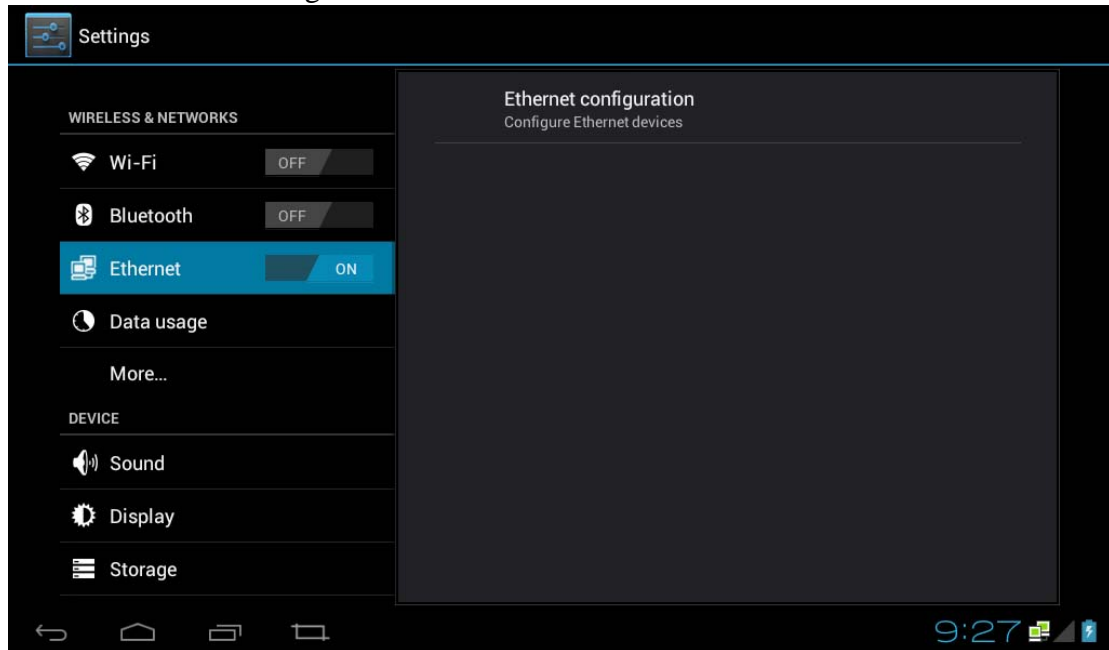 Settings
WIRELESS & NETWORKS
Wi-Fi
OFF
Bluetooth
OFF
Ethernet
ON
Data usage
More...
DEVICE
Sound
Display
Storage
Ethernet configuration
Configure Ethernet devices
9:27